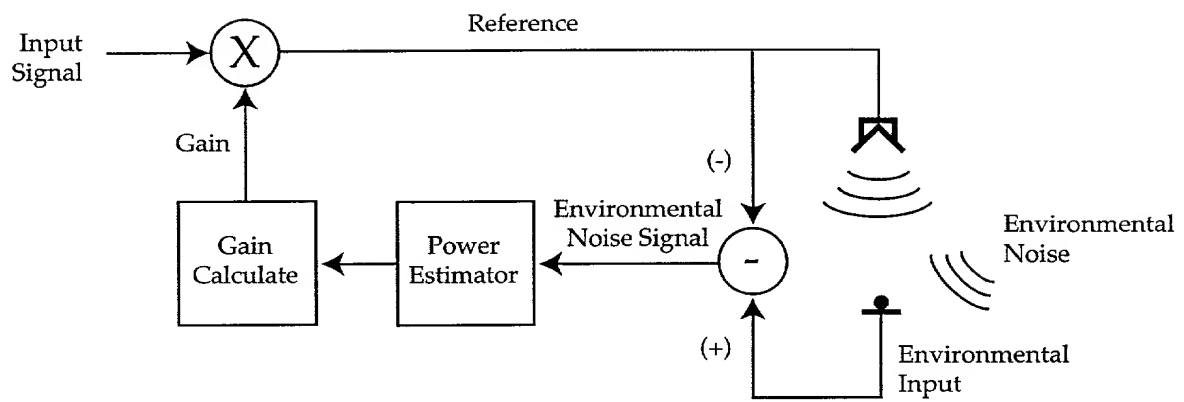 Reference
Input
Signal
X
Gain
(-)
Environmental
Noise Signal
Environmental
Noise
Gain
Calculate
Power
Estimator
-
(+)
Environmental
Input